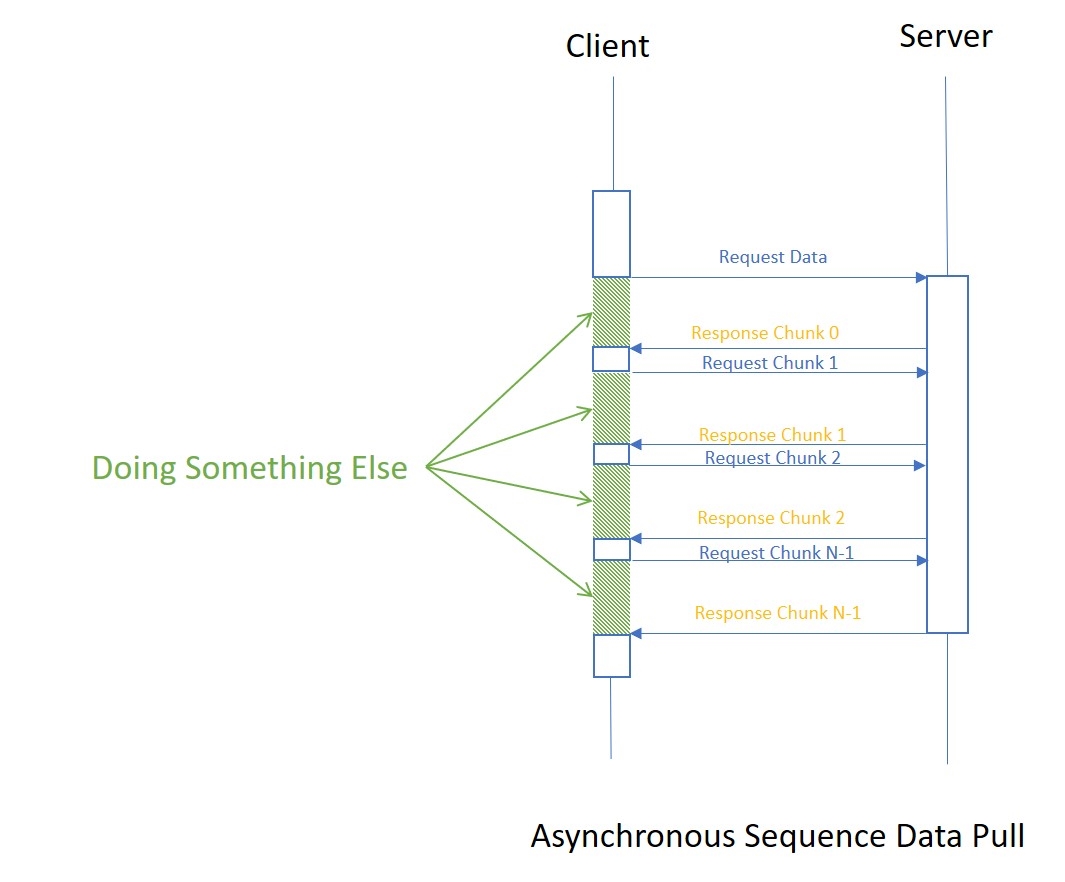 Client
Server
Request Data
Response Chunk 0
Request Chunk 1
Response Chunk 1
Request Chunk 2
Doing Something Else
Response Chunk 2
Request Chunk N-1
Response Chunk N-1
Asynchronous Sequence Data Pull